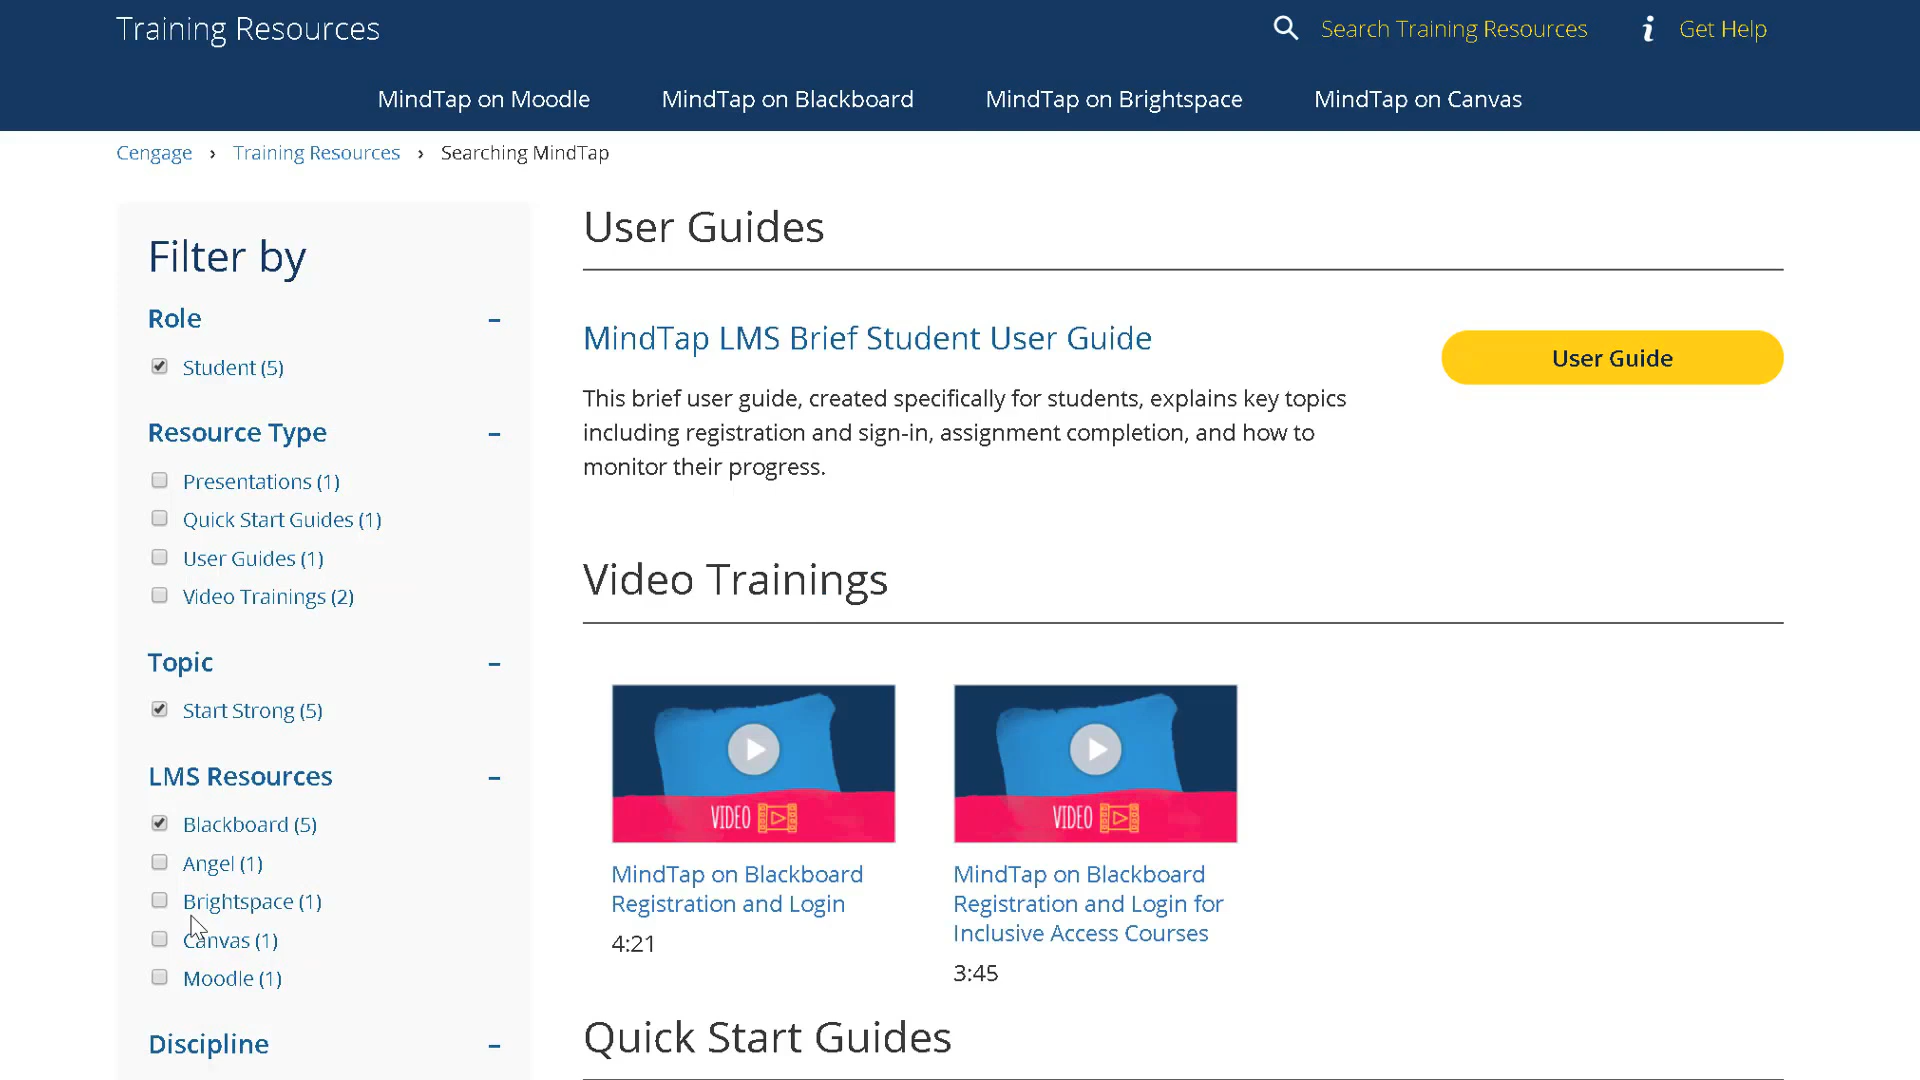 Training Resources
Search Training Resources
Get Help
MindTap on Moodle
MindTap on Blackboard
MindTap on Brightspace
MindTap on Canvas
Cengage › Training Resources › Searching MindTap
Filter by
Role –
Student (5)
Resource Type –
Presentations (1)
Quick Start Guides (1)
User Guides (1)
Video Trainings (2)
Topic –
Start Strong (5)
LMS Resources –
Blackboard (5)
Angel (1)
Brightspace (1)
Canvas (1)
Moodle (1)
Discipline –
User Guides
MindTap LMS Brief Student User Guide
User Guide
This brief user guide, created specifically for students, explains key topics
including registration and sign-in, assignment completion, and how to
monitor their progress.
Video Trainings
VIDEO
MindTap on Blackboard
Registration and Login
4:21
VIDEO
MindTap on Blackboard
Registration and Login for
Inclusive Access Courses
3:45
Quick Start Guides